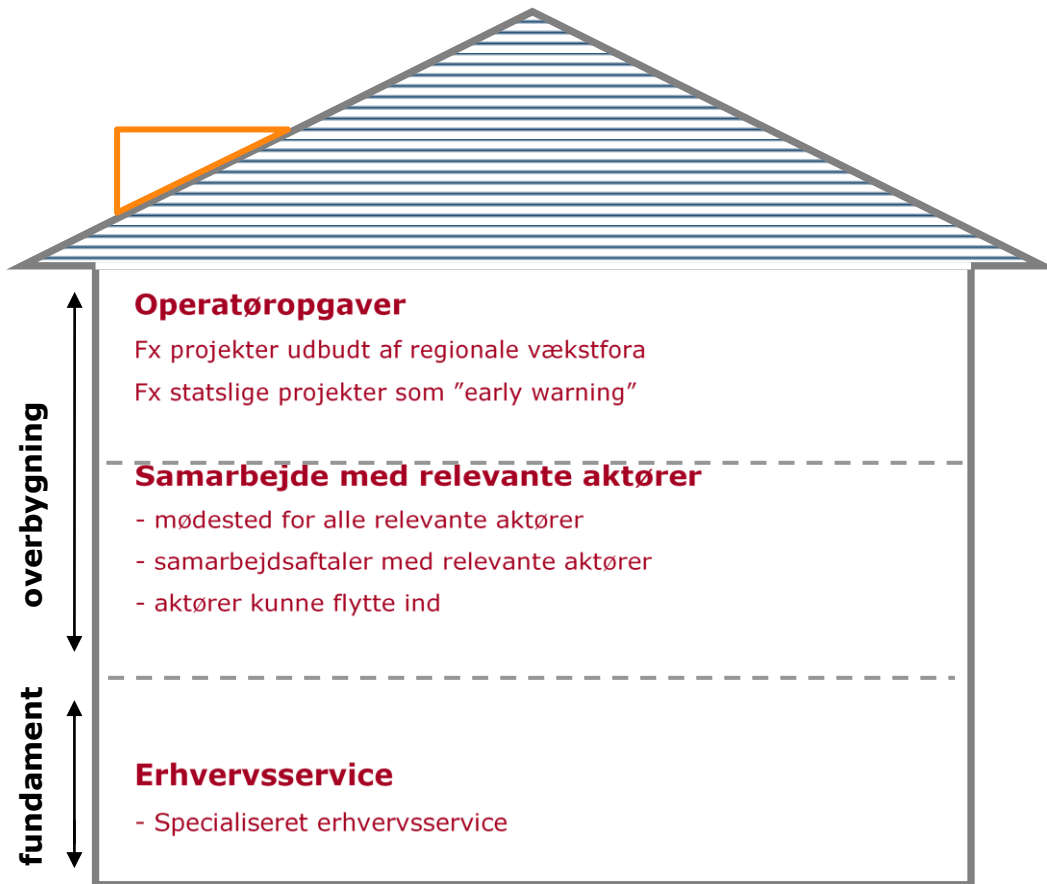 Operatøropgaver
Fx projekter udbudt af regionale vækstfora
Fx statslige projekter som ”early warning”
overbygning
Samarbejde med relevante aktører
- mødested for alle relevante aktører
- samarbejdsaftaler med relevante aktører
- aktører kunne flytte ind
fundament
Erhvervsservice
- Specialiseret erhvervsservice